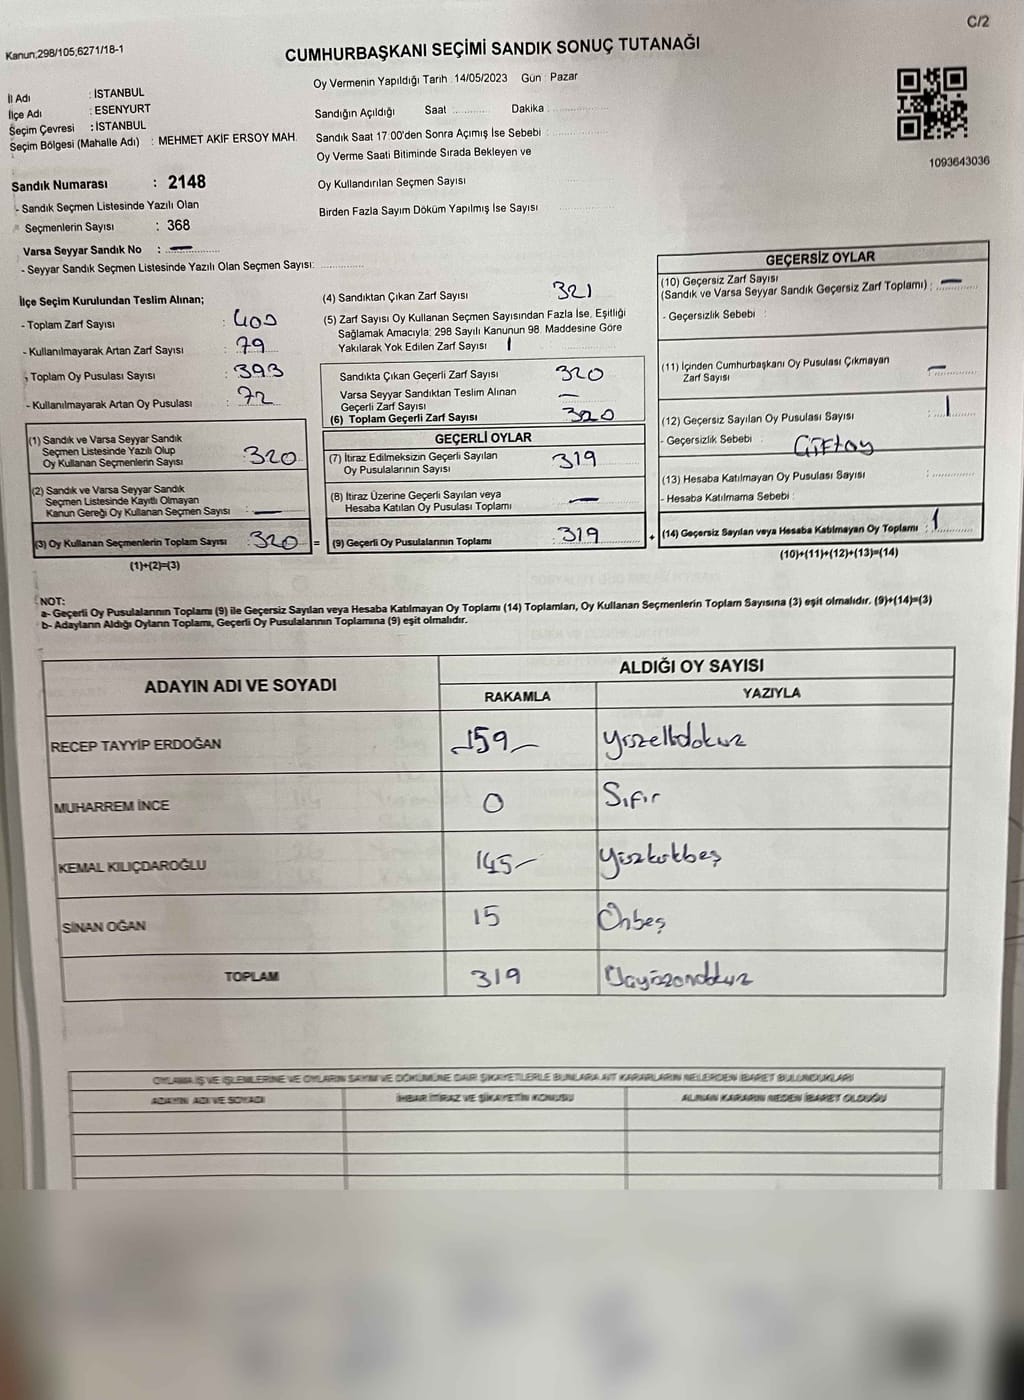 C/2
Kanun;298/105,6271/18-1
CUMHURBAŞKANI SEÇİMİ SANDIK SONUÇ TUTANAĞI
Oy Vermenin Yapıldığı Tarih : 14/05/2023 Gün : Pazar
İl Adı : İSTANBUL
İlçe Adı : ESENYURT
Seçim Çevresi : İSTANBUL
Seçim Bölgesi (Mahalle Adı) : MEHMET AKİF ERSOY MAH.
Sandığın Açıldığı Saat : Dakika :
Sandık Saat 17:00'den Sonra Açımış İse Sebebi :
Oy Verme Saati Bitiminde Sırada Bekleyen ve
Oy Kullandırılan Seçmen Sayısı
Birden Fazla Sayım Döküm Yapılmış İse Sayısı
1093643036
Sandık Numarası : 2148
- Sandık Seçmen Listesinde Yazılı Olan
Seçmenlerin Sayısı : 368
Varsa Seyyar Sandık No : —
- Seyyar Sandık Seçmen Listesinde Yazılı Olan Seçmen Sayısı:
İlçe Seçim Kurulundan Teslim Alınan;
- Toplam Zarf Sayısı : 400
- Kullanılmayarak Artan Zarf Sayısı : 79
- Toplam Oy Pusulası Sayısı : 393
- Kullanılmayarak Artan Oy Pusulası : 72
(1) Sandık ve Varsa Seyyar Sandık
Seçmen Listesinde Yazılı Olup
Oy Kullanan Seçmenlerin Sayısı : 320
(2) Sandık ve Varsa Seyyar Sandık
Seçmen Listesinde Kayıtlı Olmayan
Kanun Gereği Oy Kullanan Seçmen Sayısı : —
(3) Oy Kullanan Seçmenlerin Toplam Sayısı : 320 =
(1)+(2)=(3)
(4) Sandıktan Çıkan Zarf Sayısı 321
(5) Zarf Sayısı Oy Kullanan Seçmen Sayısından Fazla İse, Eşitliği
Sağlamak Amacıyla; 298 Sayılı Kanunun 98. Maddesine Göre
Yakılarak Yok Edilen Zarf Sayısı 1
Sandıkta Çıkan Geçerli Zarf Sayısı 320
Varsa Seyyar Sandıktan Teslim Alınan
Geçerli Zarf Sayısı —
(6) Toplam Geçerli Zarf Sayısı 320
GEÇERLİ OYLAR
(7) İtiraz Edilmeksizin Geçerli Sayılan
Oy Pusulalarının Sayısı 319
(8) İtiraz Üzerine Geçerli Sayılan veya
Hesaba Katılan Oy Pusulası Toplamı —
(9) Geçerli Oy Pusulalarının Toplamı : 319 +
GEÇERSİZ OYLAR
(10) Geçersiz Zarf Sayısı
(Sandık ve Varsa Seyyar Sandık Geçersiz Zarf Toplamı) : —
- Geçersizlik Sebebi :
(11) İçinden Cumhurbaşkanı Oy Pusulası Çıkmayan
Zarf Sayısı : —
(12) Geçersiz Sayılan Oy Pusulası Sayısı : 1
- Geçersizlik Sebebi : Çiftoy
(13) Hesaba Katılmayan Oy Pusulası Sayısı :
- Hesaba Katılmama Sebebi :
(14) Geçersiz Sayılan veya Hesaba Katılmayan Oy Toplamı : 1
(10)+(11)+(12)+(13)=(14)
NOT:
a- Geçerli Oy Pusulalarının Toplamı (9) ile Geçersiz Sayılan veya Hesaba Katılmayan Oy Toplamı (14) Toplamları, Oy Kullanan Seçmenlerin Toplam Sayısına (3) eşit olmalıdır. (9)+(14)=(3)
b- Adayların Aldığı Oyların Toplamı, Geçerli Oy Pusulalarının Toplamına (9) eşit olmalıdır.
ADAYIN ADI VE SOYADI
ALDIĞI OY SAYISI
RAKAMLA YAZIYLA
RECEP TAYYİP ERDOĞAN 159 yüzellidokuz
MUHARREM İNCE 0 Sıfır
KEMAL KILIÇDAROĞLU 145 yüzkırkbeş
SİNAN OĞAN 15 Onbeş
TOPLAM 319 Üçyüzondokuz
OYLAMA İŞ VE İŞLEMLERİNE VE OYLARIN SAYIM VE DÖKÜMÜNE DAİR ŞİKAYETLERLE BUNLARA AİT KARARLARIN NELERDEN İBARET BULUNDUKLARI
ADAYIN ADI VE SOYADI İHBAR İTİRAZ VE ŞİKAYETİN KONUSU ALINAN KARARIN NEDEN İBARET OLDUĞU